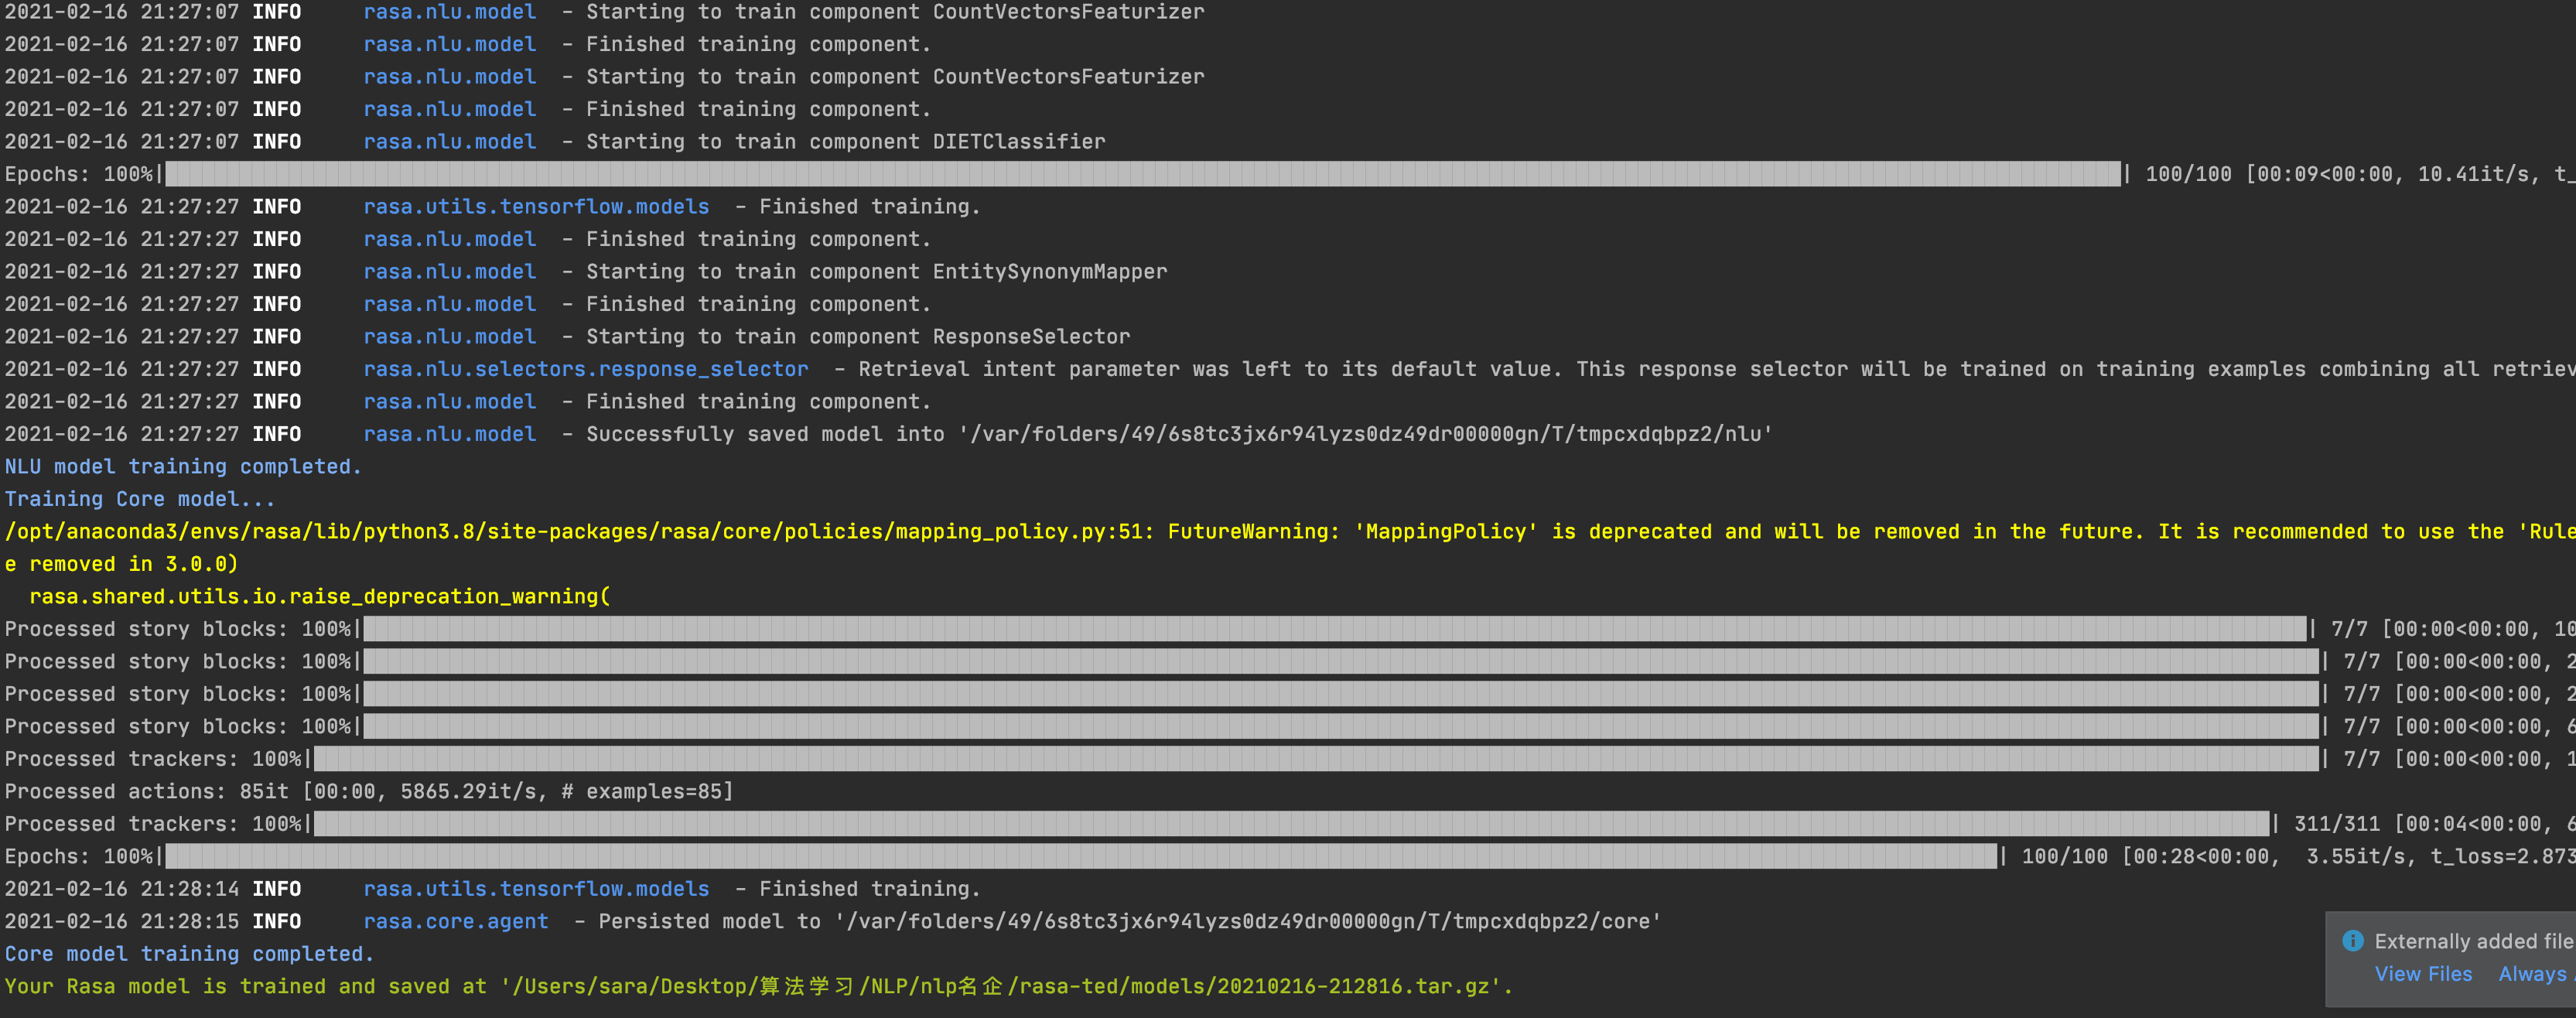 2021-02-16 21:27:07 INFO     rasa.nlu.model  - Starting to train component CountVectorsFeaturizer
2021-02-16 21:27:07 INFO     rasa.nlu.model  - Finished training component.
2021-02-16 21:27:07 INFO     rasa.nlu.model  - Starting to train component CountVectorsFeaturizer
2021-02-16 21:27:07 INFO     rasa.nlu.model  - Finished training component.
2021-02-16 21:27:07 INFO     rasa.nlu.model  - Starting to train component DIETClassifier
Epochs: 100%| | 100/100 [00:09<00:00, 10.41it/s, t_
2021-02-16 21:27:27 INFO     rasa.utils.tensorflow.models  - Finished training.
2021-02-16 21:27:27 INFO     rasa.nlu.model  - Finished training component.
2021-02-16 21:27:27 INFO     rasa.nlu.model  - Starting to train component EntitySynonymMapper
2021-02-16 21:27:27 INFO     rasa.nlu.model  - Finished training component.
2021-02-16 21:27:27 INFO     rasa.nlu.model  - Starting to train component ResponseSelector
2021-02-16 21:27:27 INFO     rasa.nlu.selectors.response_selector  - Retrieval intent parameter was left to its default value. This response selector will be trained on training examples combining all retriev
2021-02-16 21:27:27 INFO     rasa.nlu.model  - Finished training component.
2021-02-16 21:27:27 INFO     rasa.nlu.model  - Successfully saved model into '/var/folders/49/6s8tc3jx6r94lyzs0dz49dr00000gn/T/tmpcxdqbpz2/nlu'
NLU model training completed.
Training Core model...
/opt/anaconda3/envs/rasa/lib/python3.8/site-packages/rasa/core/policies/mapping_policy.py:51: FutureWarning: 'MappingPolicy' is deprecated and will be removed in the future. It is recommended to use the 'Rule
e removed in 3.0.0)
  rasa.shared.utils.io.raise_deprecation_warning(
Processed story blocks: 100%| | 7/7 [00:00<00:00, 10
Processed story blocks: 100%| | 7/7 [00:00<00:00, 2
Processed story blocks: 100%| | 7/7 [00:00<00:00, 2
Processed story blocks: 100%| | 7/7 [00:00<00:00, 6
Processed trackers: 100%| | 7/7 [00:00<00:00, 1
Processed actions: 85it [00:00, 5865.29it/s, # examples=85]
Processed trackers: 100%| | 311/311 [00:04<00:00, 6
Epochs: 100%| | 100/100 [00:28<00:00,  3.55it/s, t_loss=2.873
2021-02-16 21:28:14 INFO     rasa.utils.tensorflow.models  - Finished training.
2021-02-16 21:28:15 INFO     rasa.core.agent  - Persisted model to '/var/folders/49/6s8tc3jx6r94lyzs0dz49dr00000gn/T/tmpcxdqbpz2/core'
Core model training completed.
Your Rasa model is trained and saved at '/Users/sara/Desktop/算法学习/NLP/nlp名企/rasa-ted/models/20210216-212816.tar.gz'.
Externally added file
View Files Always